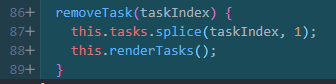 86+ removeTask(taskIndex) {
87+ this.tasks.splice(taskIndex, 1);
88+ this.renderTasks();
89+ }